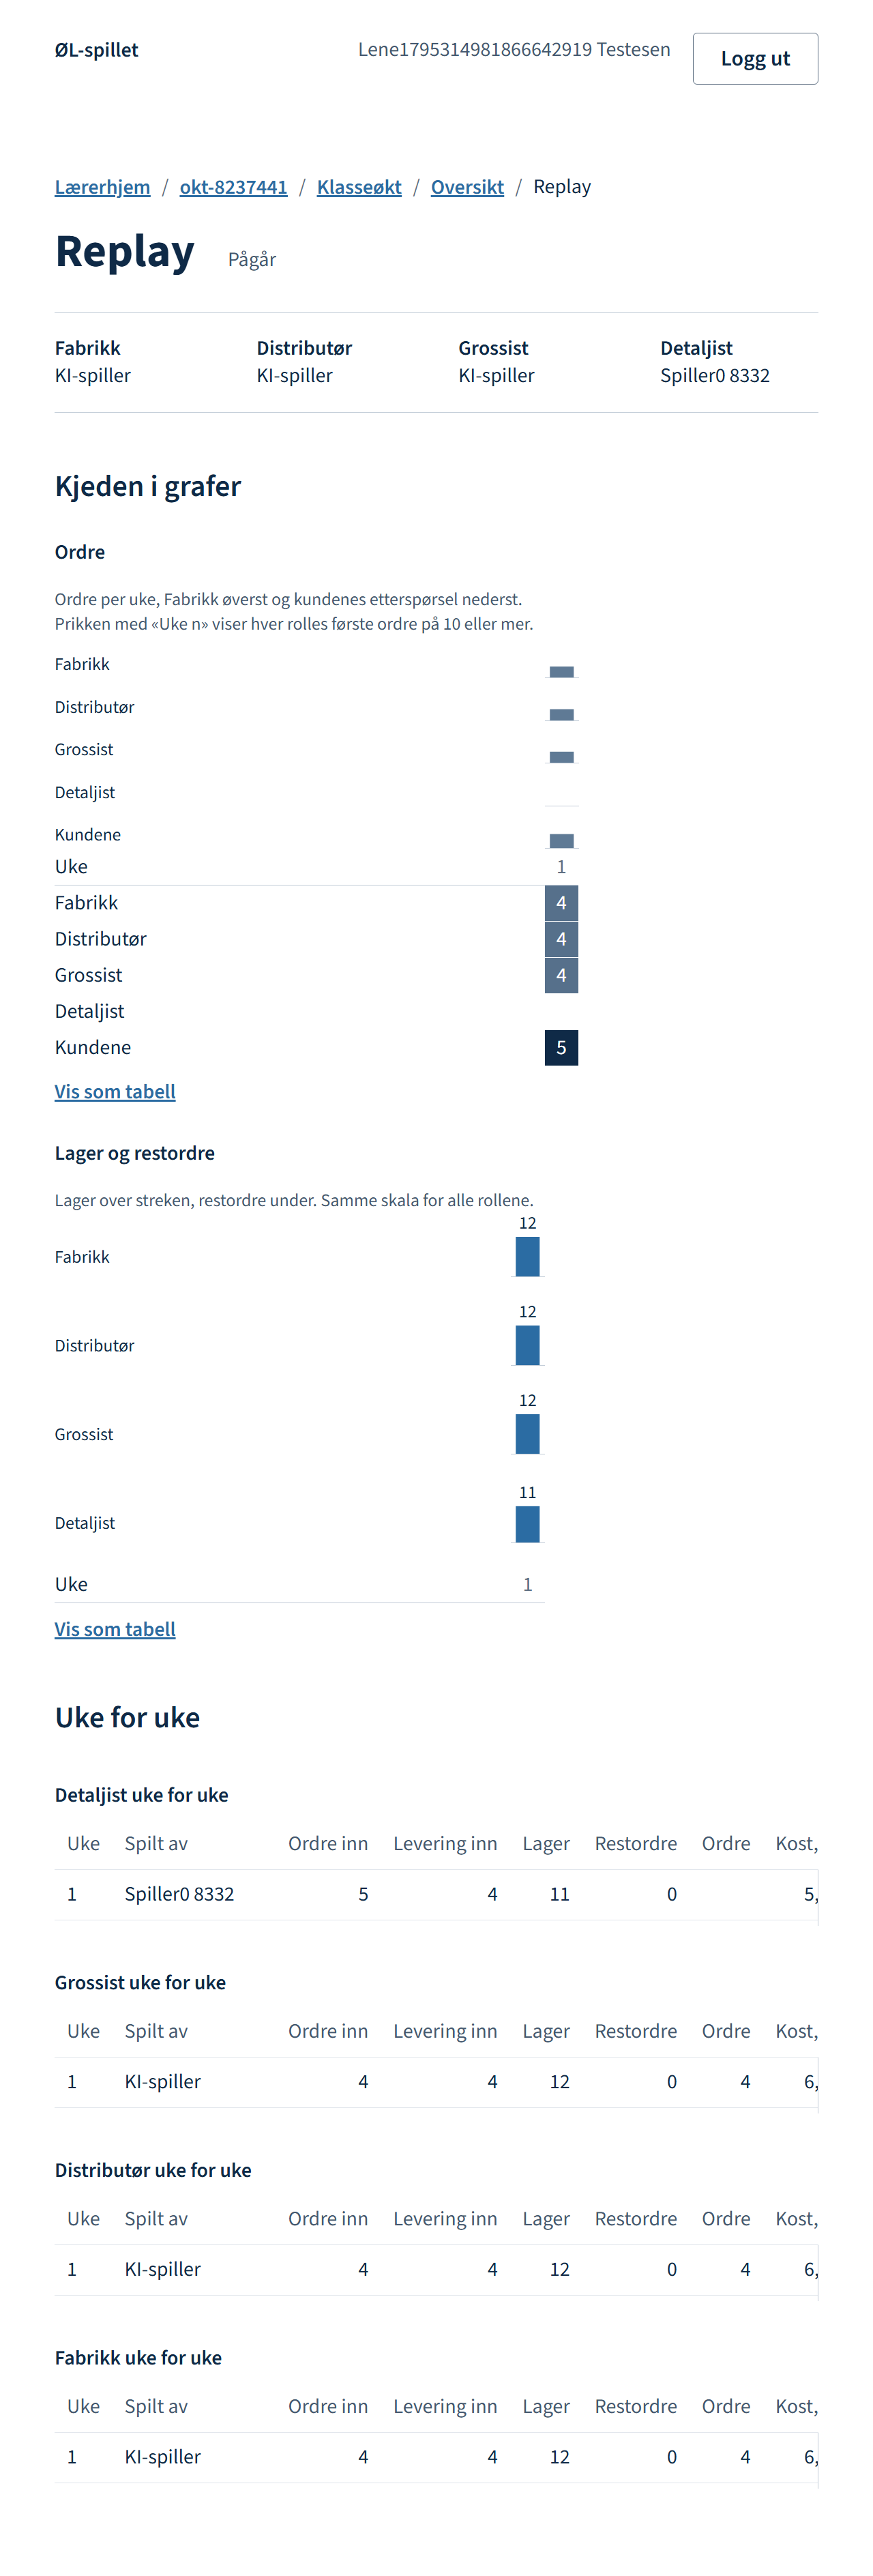 ØL-spillet
Lene1795314981866642919 Testesen
Logg ut
Lærerhjem / okt-8237441 / Klasseøkt / Oversikt / Replay
Replay Pågår
Fabrikk Distributør Grossist Detaljist
KI-spiller KI-spiller KI-spiller Spiller0 8332
Kjeden i grafer
Ordre
Ordre per uke, Fabrikk øverst og kundenes etterspørsel nederst.
Prikken med «Uke n» viser hver rolles første ordre på 10 eller mer.
Fabrikk
Distributør
Grossist
Detaljist
Kundene
Uke 1
Fabrikk 4
Distributør 4
Grossist 4
Detaljist
Kundene 5
Vis som tabell
Lager og restordre
Lager over streken, restordre under. Samme skala for alle rollene.
12
Fabrikk
12
Distributør
12
Grossist
11
Detaljist
Uke 1
Vis som tabell
Uke for uke
Detaljist uke for uke
Uke Spilt av Ordre inn Levering inn Lager Restordre Ordre Kost,
1 Spiller0 8332 5 4 11 0 5,
Grossist uke for uke
Uke Spilt av Ordre inn Levering inn Lager Restordre Ordre Kost,
1 KI-spiller 4 4 12 0 4 6,
Distributør uke for uke
Uke Spilt av Ordre inn Levering inn Lager Restordre Ordre Kost,
1 KI-spiller 4 4 12 0 4 6,
Fabrikk uke for uke
Uke Spilt av Ordre inn Levering inn Lager Restordre Ordre Kost,
1 KI-spiller 4 4 12 0 4 6,